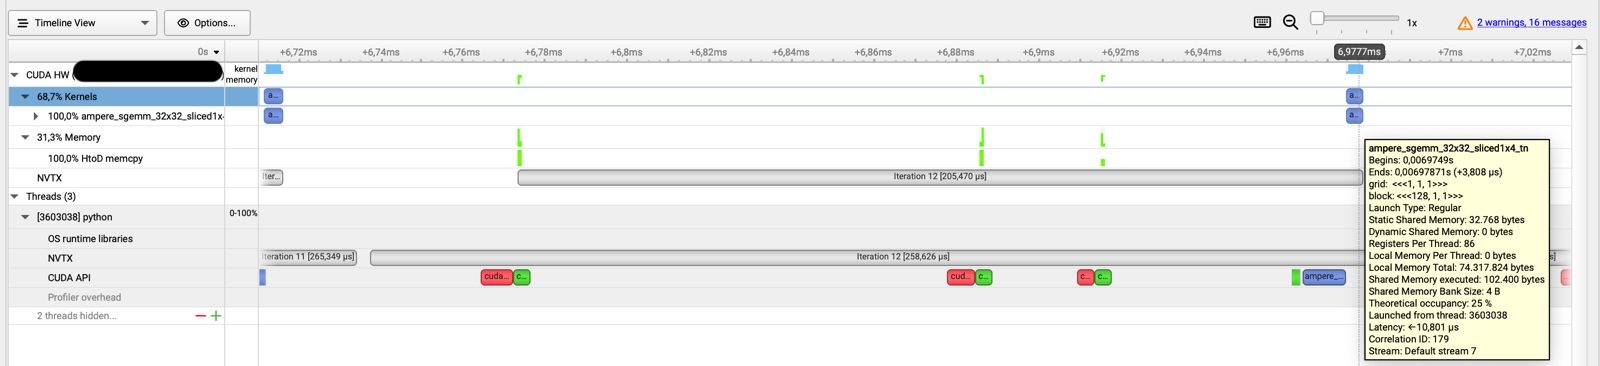 Timeline View
Options...
1x
2 warnings, 16 messages
0s
+6,72ms +6,74ms +6,76ms +6,78ms +6,8ms +6,82ms +6,84ms +6,86ms +6,88ms +6,9ms +6,92ms +6,94ms +6,96ms 6,9777ms +7ms +7,02ms
CUDA HW (
kernel
memory
68,7% Kernels
a...
a...
100,0% ampere_sgemm_32x32_sliced1x4
a...
a...
31,3% Memory
100,0% HtoD memcpy
NVTX
Iter...
Iteration 12 [205,470 µs]
Threads (3)
[3603038] python
0-100%
OS runtime libraries
NVTX
Iteration 11 [265,349 µs]
Iteration 12 [258,626 µs]
s]
CUDA API
cuda...
c...
cud...
c...
c...
c...
ampere_...
Profiler overhead
2 threads hidden...
ampere_sgemm_32x32_sliced1x4_tn
Begins: 0,0069749s
Ends: 0,00697871s (+3,808 µs)
grid: <<<1, 1, 1>>>
block: <<<128, 1, 1>>>
Launch Type: Regular
Static Shared Memory: 32.768 bytes
Dynamic Shared Memory: 0 bytes
Registers Per Thread: 86
Local Memory Per Thread: 0 bytes
Local Memory Total: 74.317.824 bytes
Shared Memory executed: 102.400 bytes
Shared Memory Bank Size: 4 B
Theoretical occupancy: 25 %
Launched from thread: 3603038
Latency: ←10,801 µs
Correlation ID: 179
Stream: Default stream 7